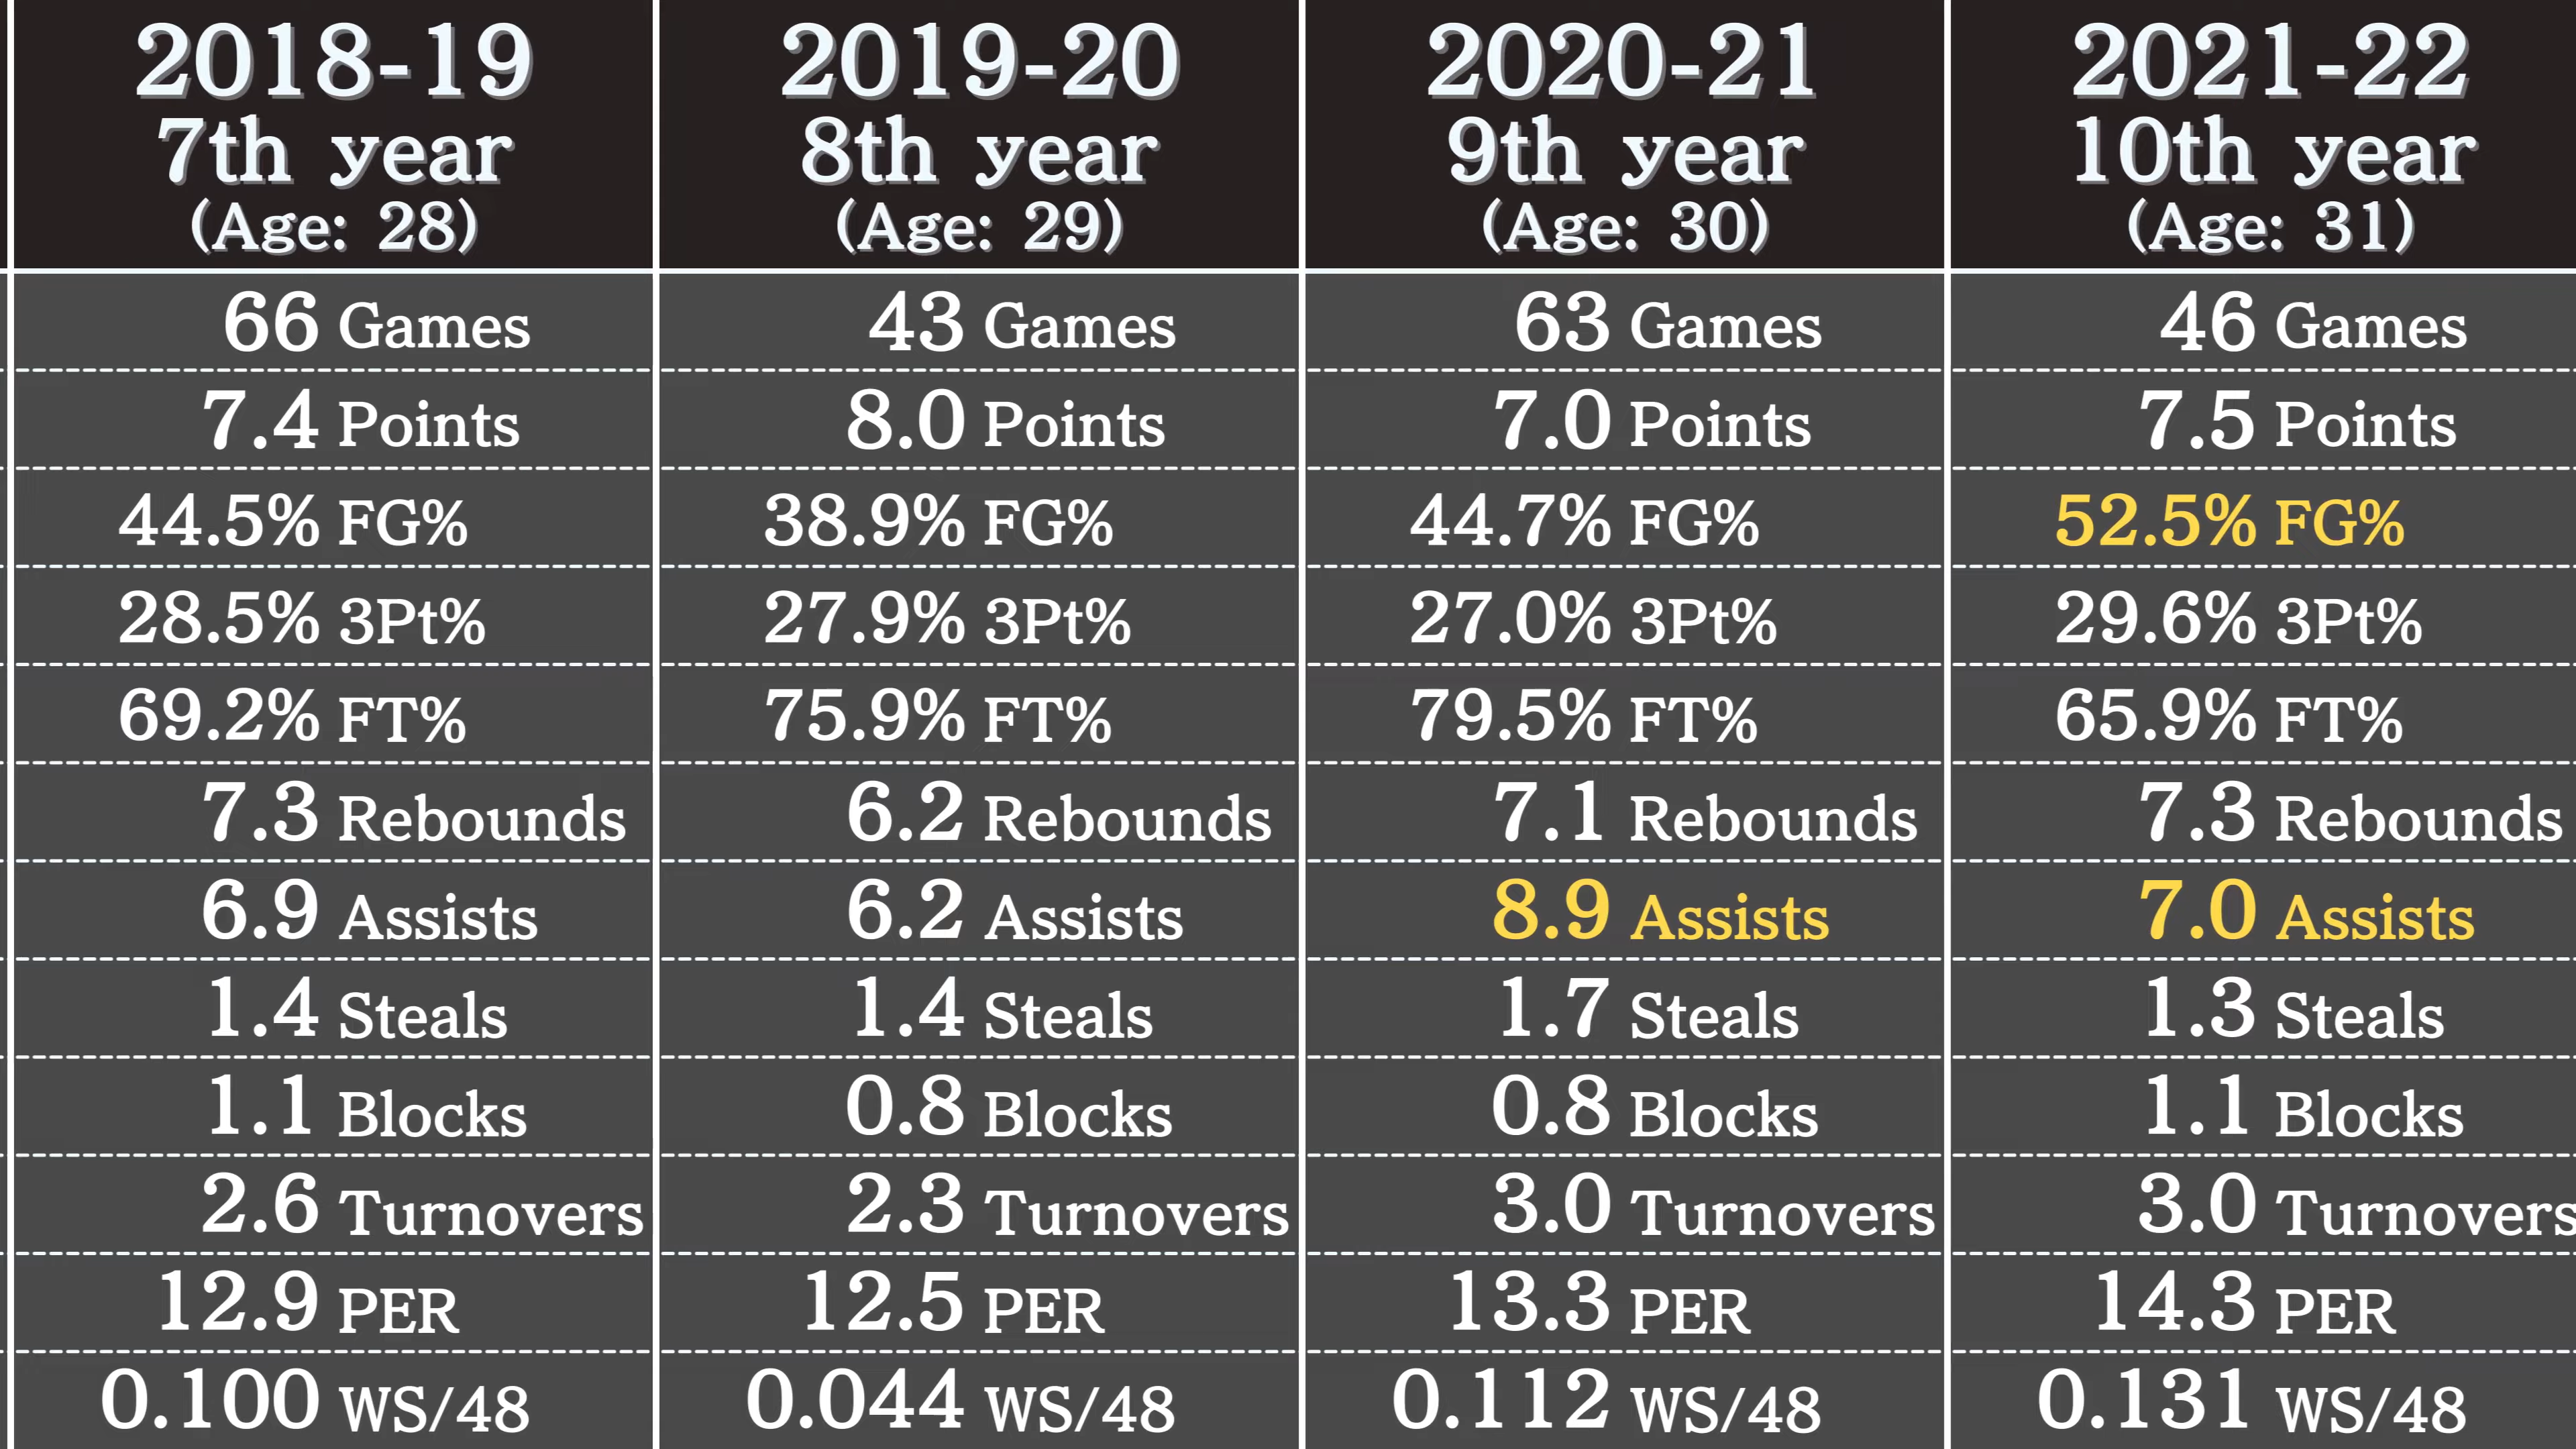 2018-19
7th year
(Age: 28)
66 Games
7.4 Points
44.5% FG%
28.5% 3Pt%
69.2% FT%
7.3 Rebounds
6.9 Assists
1.4 Steals
1.1 Blocks
2.6 Turnovers
12.9 PER
0.100 WS/48
2019-20
8th year
(Age: 29)
43 Games
8.0 Points
38.9% FG%
27.9% 3Pt%
75.9% FT%
6.2 Rebounds
6.2 Assists
1.4 Steals
0.8 Blocks
2.3 Turnovers
12.5 PER
0.044 WS/48
2020-21
9th year
(Age: 30)
63 Games
7.0 Points
44.7% FG%
27.0% 3Pt%
79.5% FT%
7.1 Rebounds
8.9 Assists
1.7 Steals
0.8 Blocks
3.0 Turnovers
13.3 PER
0.112 WS/48
2021-22
10th year
(Age: 31)
46 Games
7.5 Points
52.5% FG%
29.6% 3Pt%
65.9% FT%
7.3 Rebounds
7.0 Assists
1.3 Steals
1.1 Blocks
3.0 Turnovers
14.3 PER
0.131 WS/48